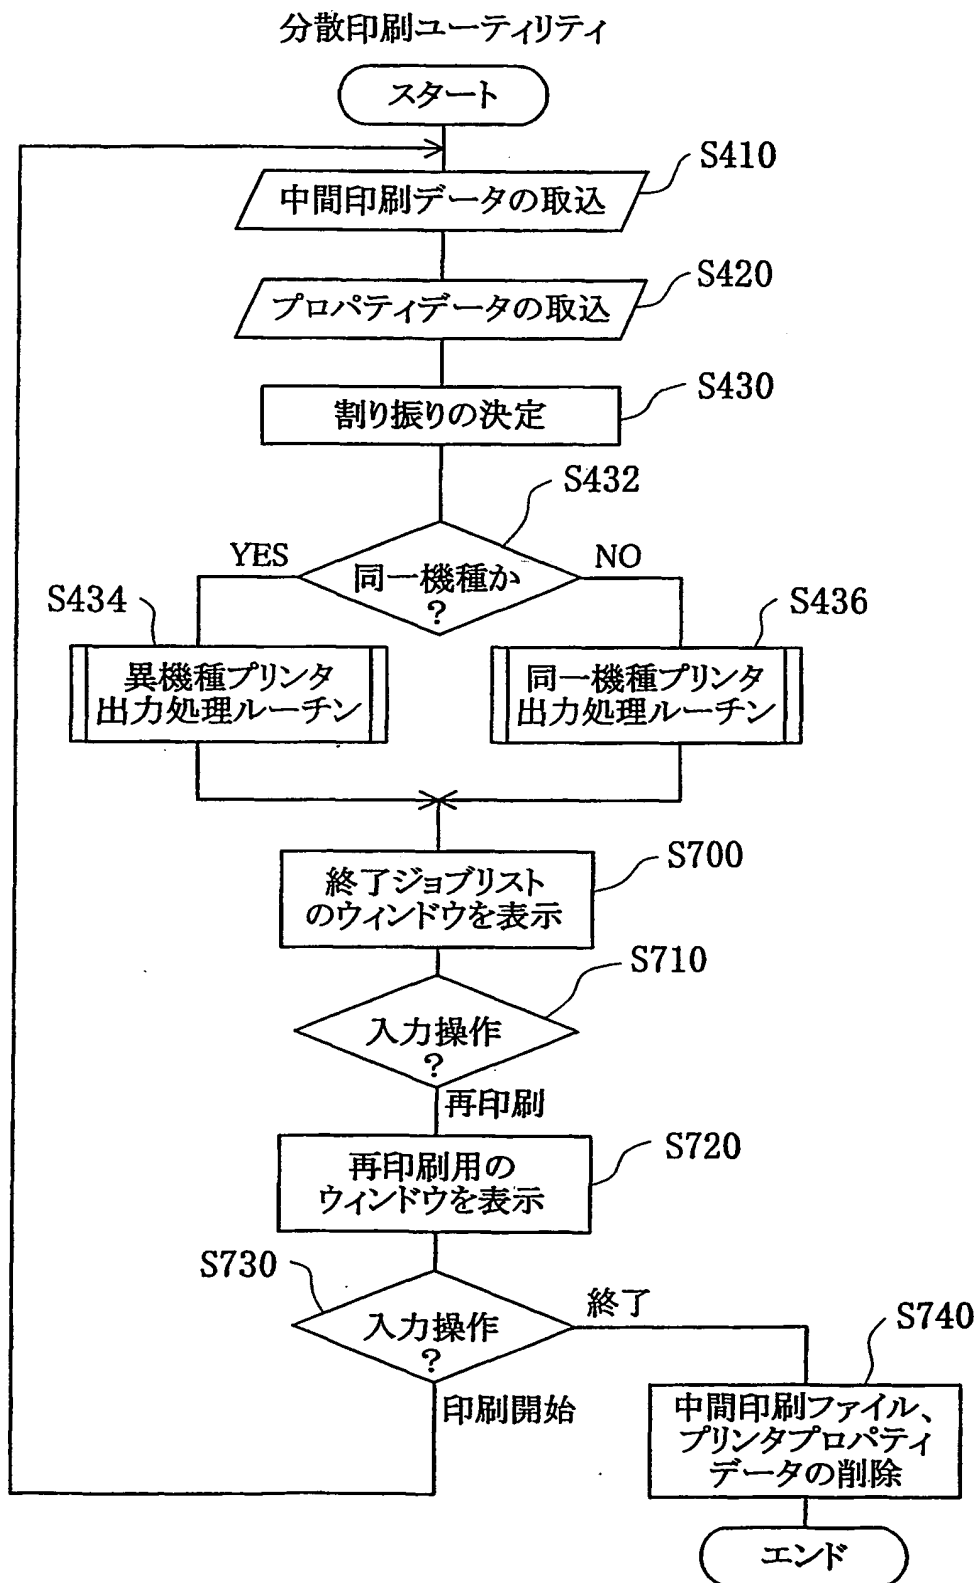 分散印刷ユーティリティ
スタート
S410
中間印刷データの取込
S420
プロパティデータの取込
S430
割り振りの決定
S432
YES
同一機種か
?
NO
S434
異機種プリンタ
出力処理ルーチン
S436
同一機種プリンタ
出力処理ルーチン
S700
終了ジョブリスト
のウィンドウを表示
S710
入力操作
?
再印刷
S720
再印刷用の
ウィンドウを表示
S730
入力操作
?
終了
印刷開始
S740
中間印刷ファイル、
プリンタプロパティ
データの削除
エンド